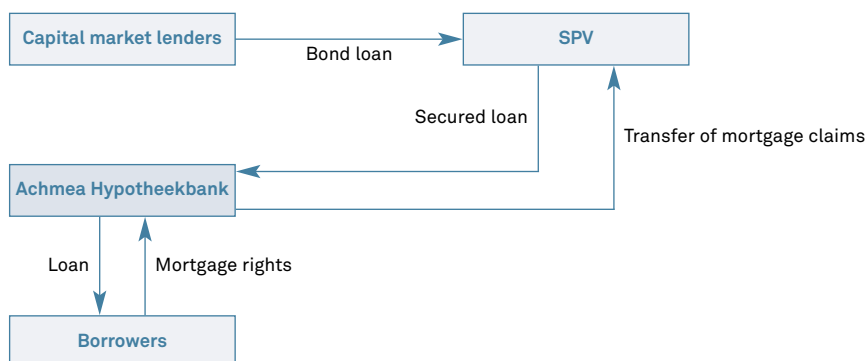 Capital market lenders
SPV
Bond loan
Secured loan
Transfer of mortgage claims
Achmea Hypotheekbank
Loan
Mortgage rights
Borrowers